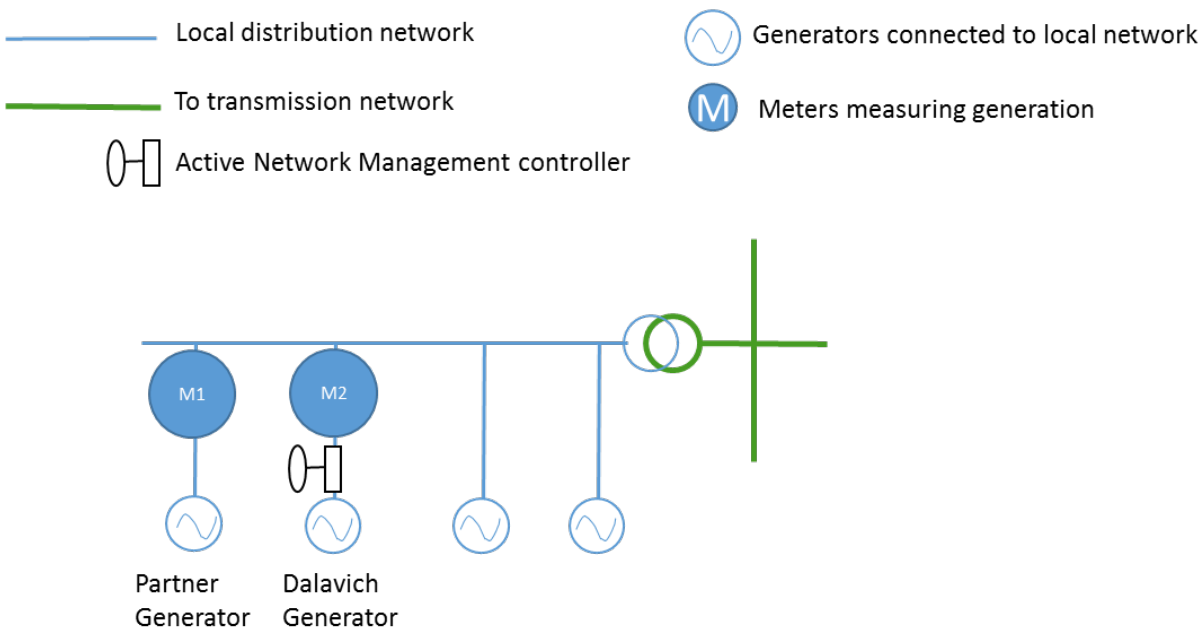 Local distribution network
Generators connected to local network
To transmission network
M
Meters measuring generation
Active Network Management controller
M1
M2
Partner
Generator
Dalavich
Generator